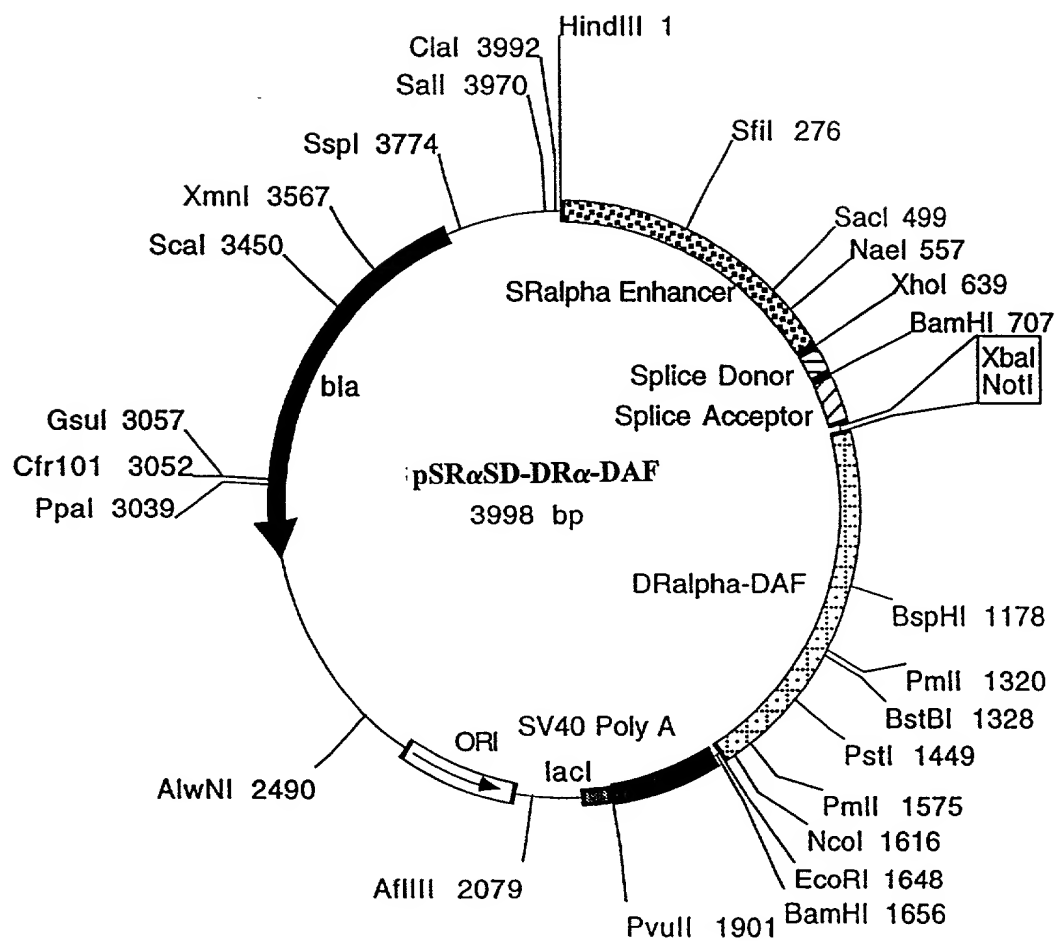 HindIII 1
ClaI 3992
SalI 3970
SspI 3774
XmnI 3567
ScaI 3450
SfiI 276
SacI 499
NaeI 557
XhoI 639
BamHI 707
XbaI
NotI
SRalpha Enhancer
Splice Donor
Splice Acceptor
bla
GsuI 3057
Cfr101 3052
PpaI 3039
pSRαSD-DRα-DAF
3998 bp
DRalpha-DAF
BspHI 1178
PmlI 1320
BstBI 1328
PstI 1449
PmlI 1575
NcoI 1616
EcoRI 1648
BamHI 1656
PvuII 1901
SV40 Poly A
lacI
ORI
AlwNI 2490
AflIII 2079